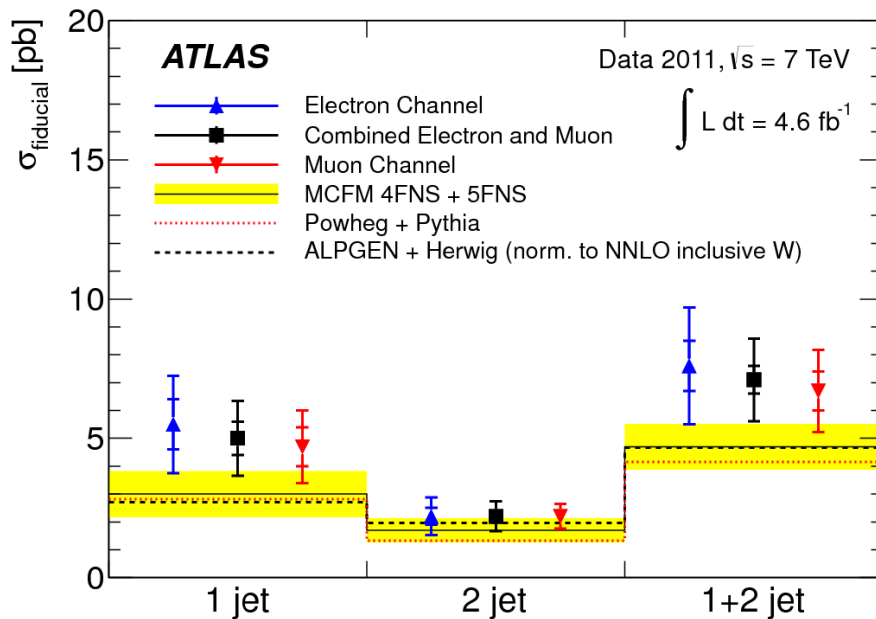 20
15
10
5
0
σfiducial [pb]
ATLAS
Data 2011, √s = 7 TeV
∫ L dt = 4.6 fb-1
Electron Channel
Combined Electron and Muon
Muon Channel
MCFM 4FNS + 5FNS
Powheg + Pythia
ALPGEN + Herwig (norm. to NNLO inclusive W)
1 jet
2 jet
1+2 jet